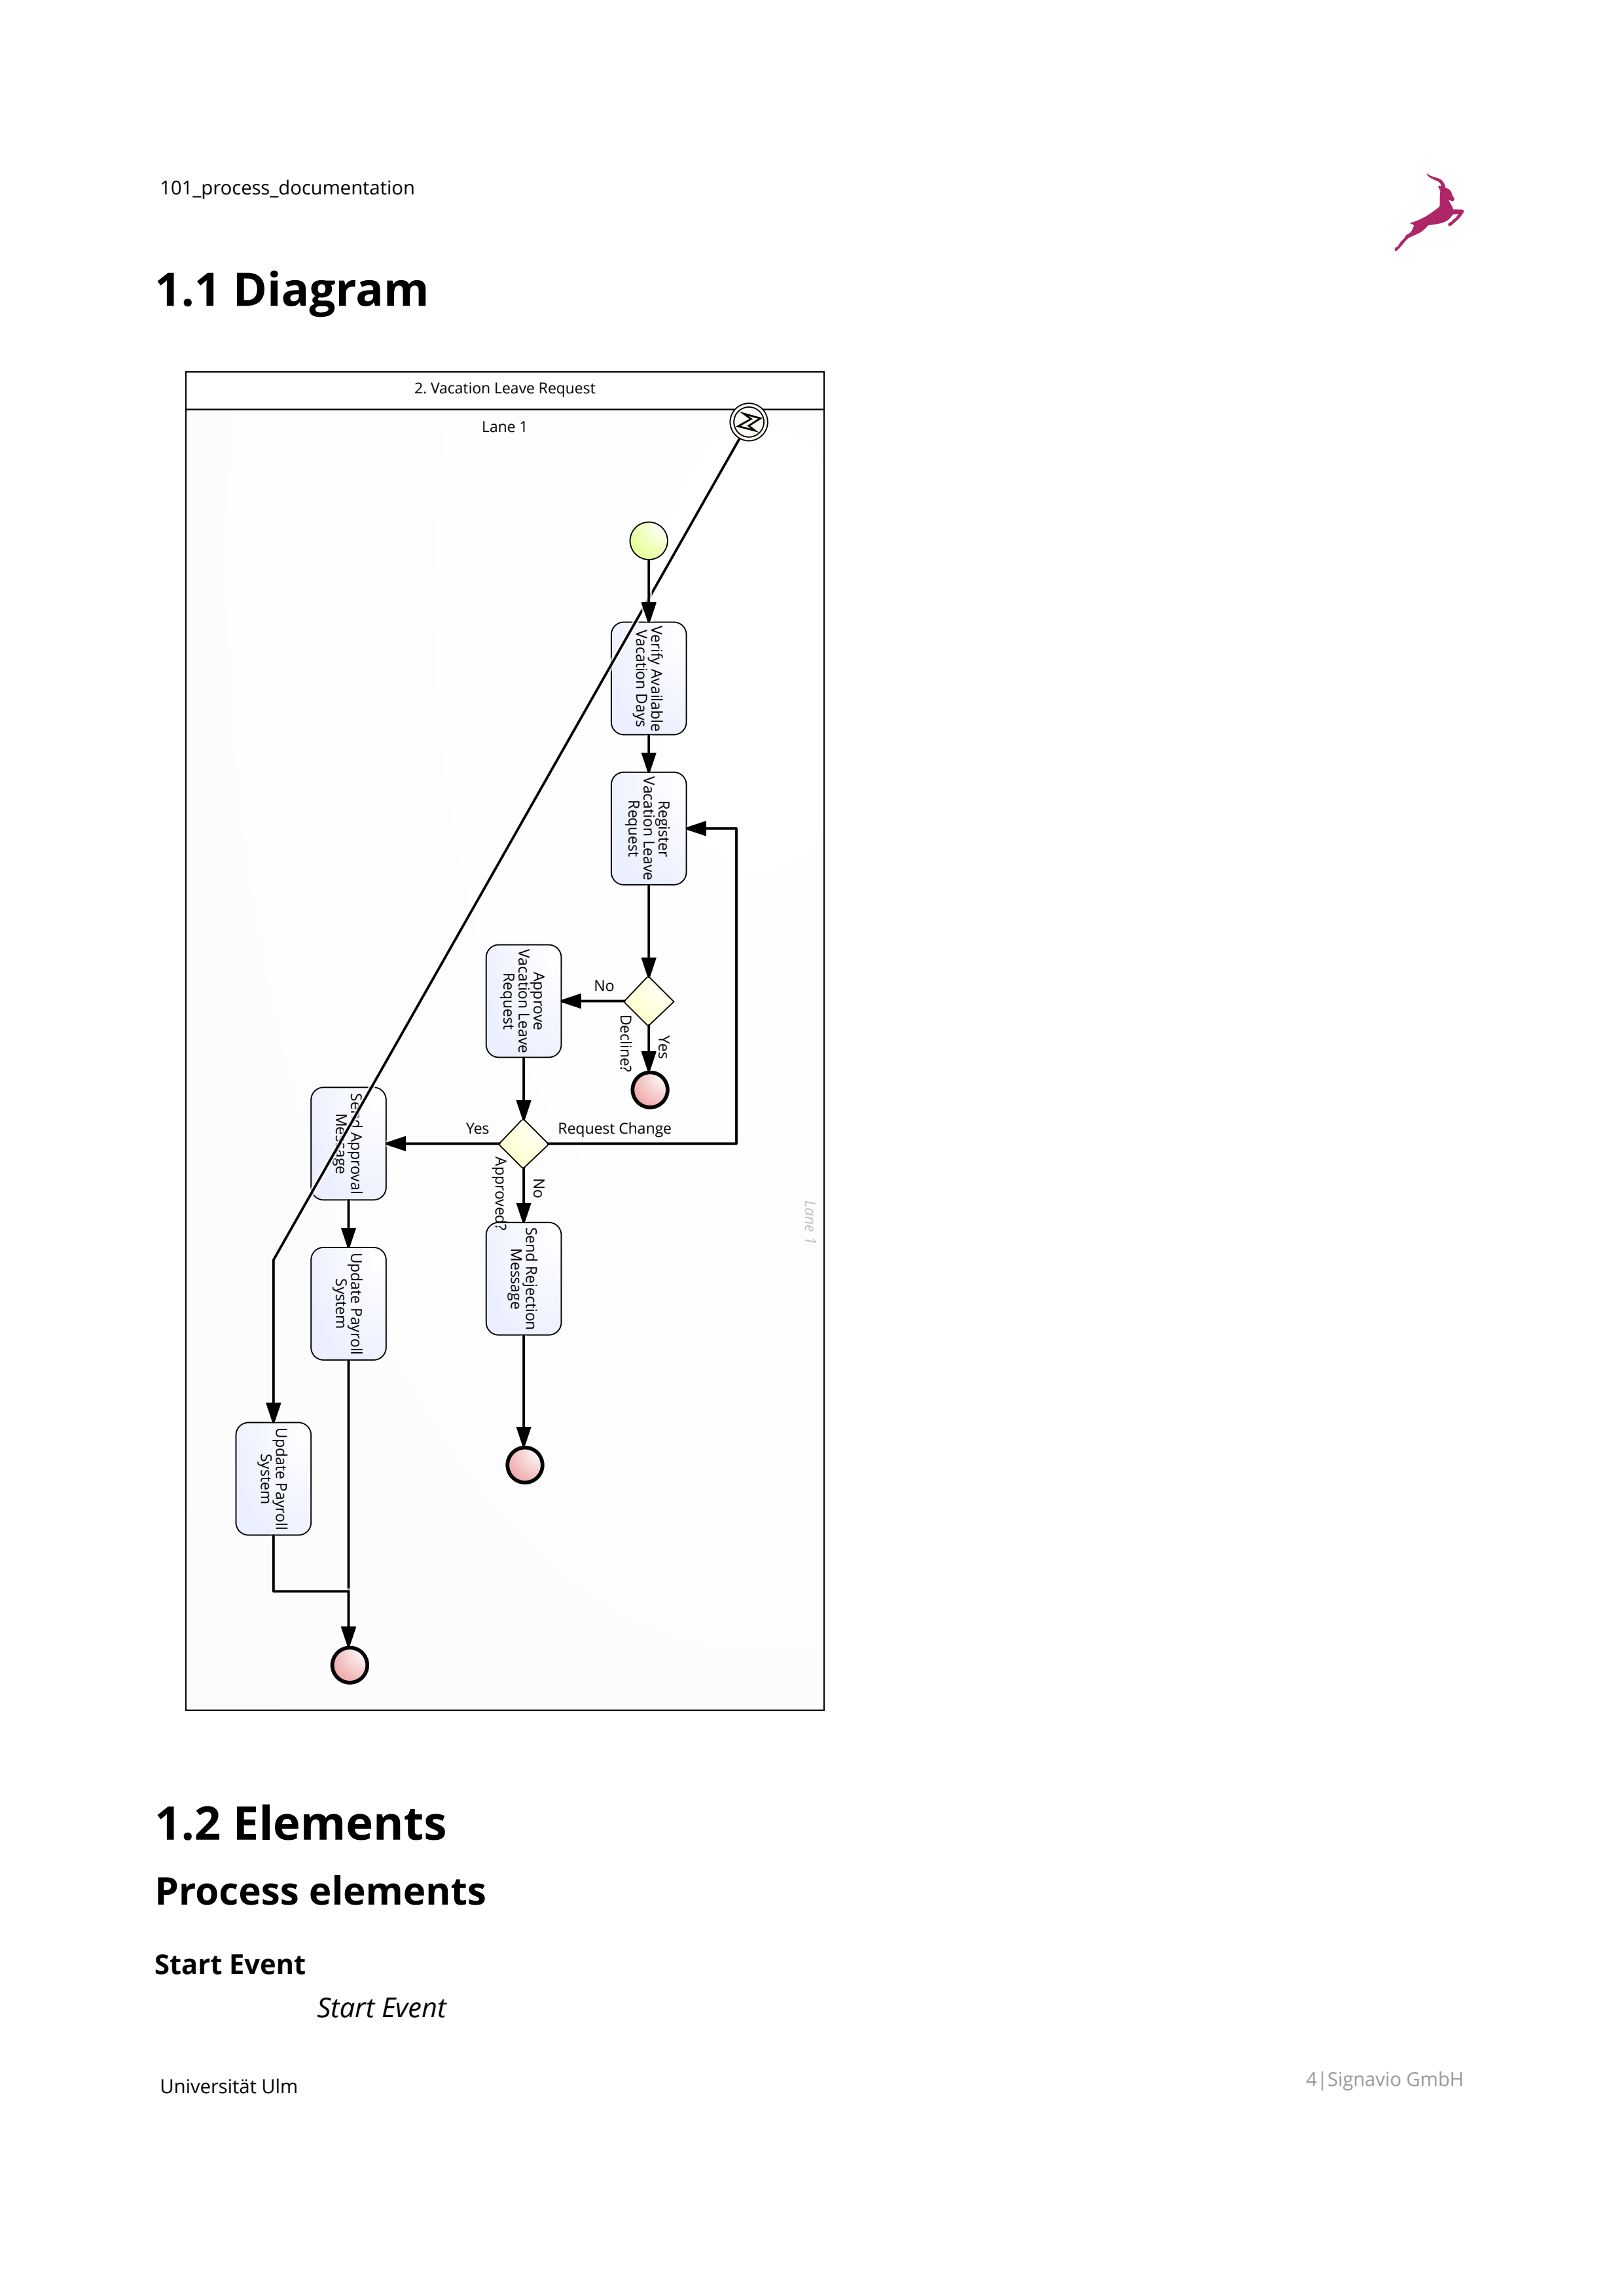 101_process_documentation
1.1 Diagram
2. Vacation Leave Request
Lane 1
Verify Available
Vacation Days
Register
Vacation Leave
Request
Approve
Vacation Leave
Request
No
Decline?
Yes
Send Approval
Message
Yes
Request Change
Approved?
No
Lane 1
Send Rejection
Message
Update Payroll
System
Update Payroll
System
1.2 Elements
Process elements
Start Event
Start Event
Universität Ulm
4|Signavio GmbH